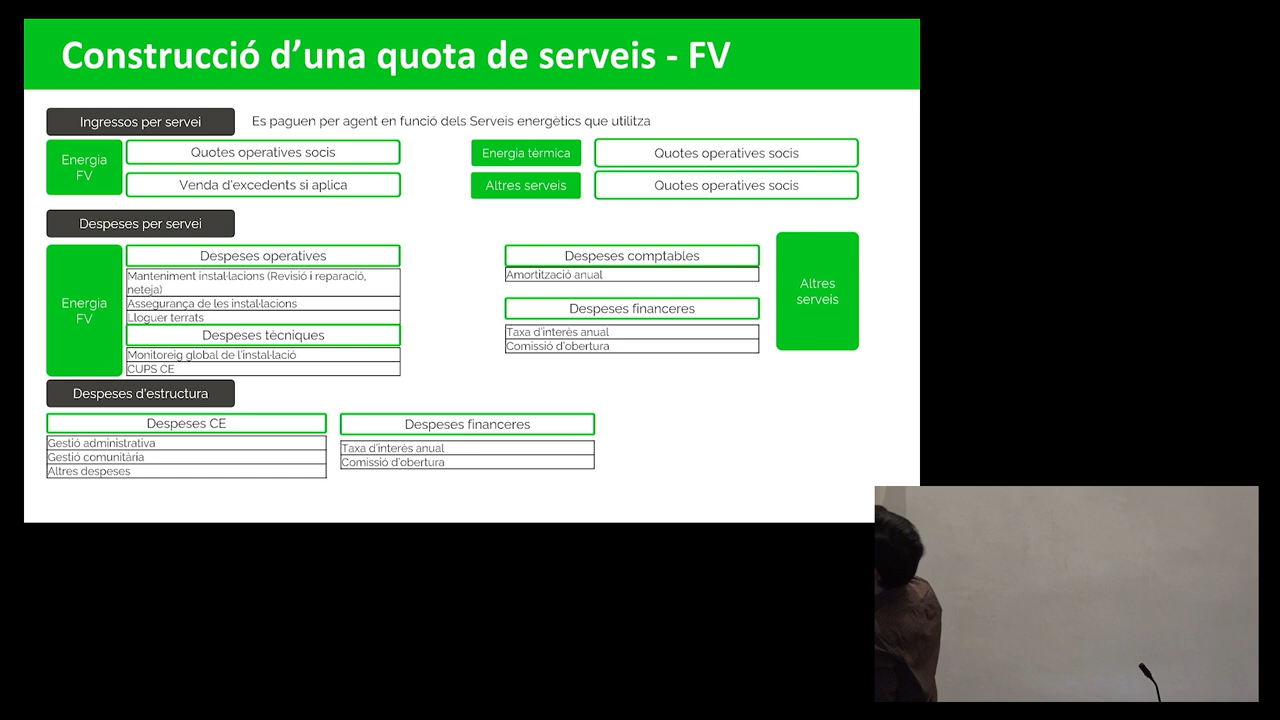 Construcció d'una quota de serveis - FV
Ingressos per servei
Es paguen per agent en funció dels Serveis energètics que utilitza
Energia
FV
Quotes operatives socis
Venda d'excedents si aplica
Energia tèrmica
Quotes operatives socis
Altres serveis
Quotes operatives socis
Despeses per servei
Energia
FV
Despeses operatives
Manteniment instal·lacions (Revisió i reparació,
neteja)
Assegurança de les instal·lacions
Lloguer terrats
Despeses tècniques
Monitoreig global de l'instal·lació
CUPS CE
Despeses comptables
Amortització anual
Despeses financeres
Taxa d'interès anual
Comissió d'obertura
Altres
serveis
Despeses d'estructura
Despeses CE
Gestió administrativa
Gestió comunitària
Altres despeses
Despeses financeres
Taxa d'interès anual
Comissió d'obertura